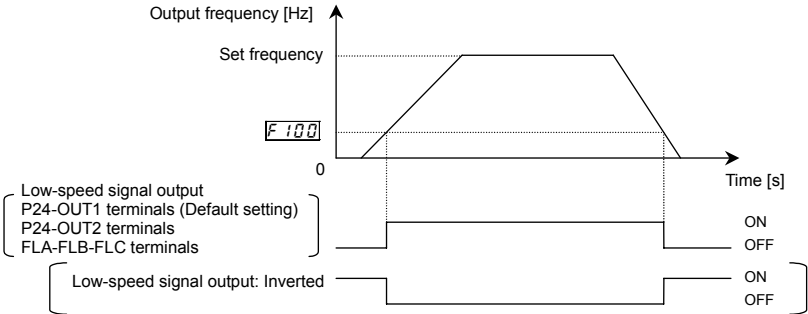 Output frequency [Hz]
Set frequency
F100
0
Time [s]
Low-speed signal output
P24-OUT1 terminals (Default setting)
P24-OUT2 terminals
FLA-FLB-FLC terminals
ON
OFF
Low-speed signal output: Inverted
ON
OFF